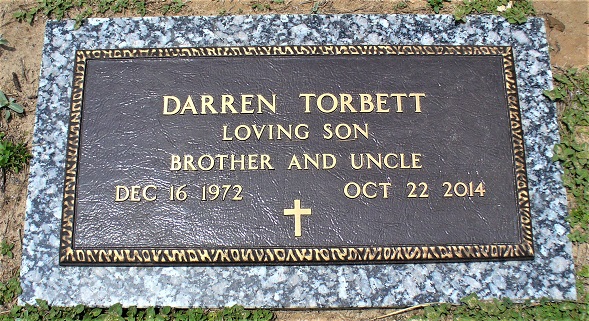 DARREN TORBETT
LOVING SON
BROTHER AND UNCLE
DEC 16 1972 OCT 22 2014